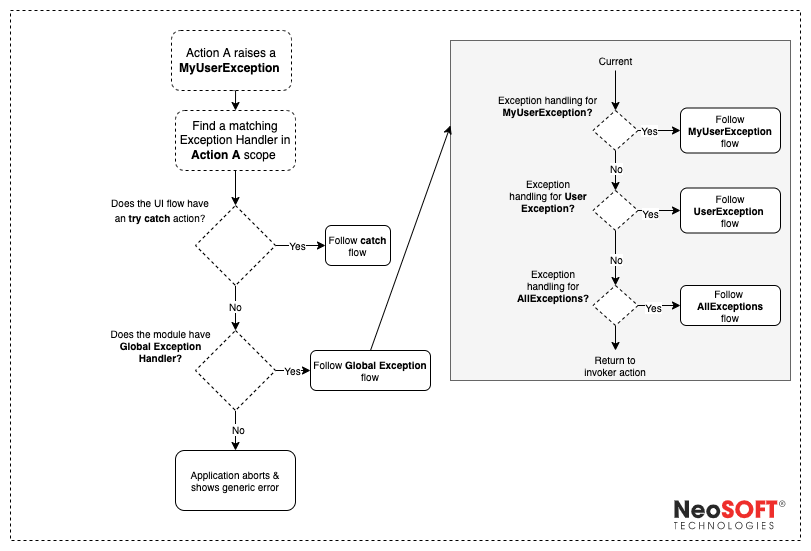 Action A raises a
MyUserException
Find a matching
Exception Handler in
Action A scope
Does the UI flow have
an try catch action?
Yes
Follow catch
flow
No
Does the module have
Global Exception
Handler?
Yes
Follow Global Exception
flow
No
Application aborts &
shows generic error
Current
Exception handling for
MyUserException?
Yes
Follow
MyUserException
flow
No
Exception
handling for User
Exception?
Yes
Follow
UserException
flow
No
Exception
handling for
AllExceptions?
Yes
Follow
AllExceptions
flow
Return to
invoker action
NeoSOFT®
TECHNOLOGIES